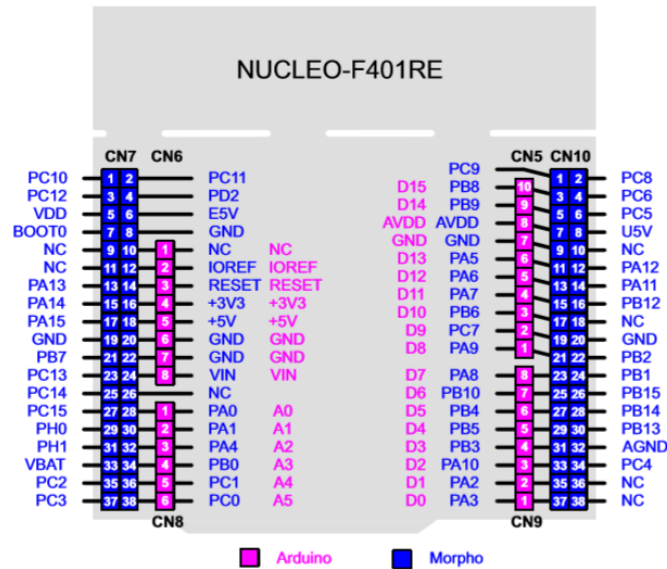 NUCLEO-F401RE
CN7 CN6 CN5 CN10
PC9 1 2 PC8
PC10 1 2 PC11 D15 PB8 10 3 4 PC6
PC12 3 4 PD2 D14 PB9 9 5 6 PC5
VDD 5 6 E5V AVDD AVDD 8 7 8 U5V
BOOT0 7 8 GND GND GND 7 9 10 NC
NC 9 10 1 NC NC D13 PA5 6 11 12 PA12
NC 11 12 2 IOREF IOREF D12 PA6 5 13 14 PA11
PA13 13 14 3 RESET RESET D11 PA7 4 15 16 PB12
PA14 15 16 4 +3V3 +3V3 D10 PB6 3 17 18 NC
PA15 17 18 5 +5V +5V D9 PC7 2 19 20 GND
GND 19 20 6 GND GND D8 PA9 1 21 22 PB2
PB7 21 22 7 GND GND
PC13 23 24 8 VIN VIN D7 PA8 8 23 24 PB1
PC14 25 26 NC D6 PB10 7 25 26 PB15
PC15 27 28 1 PA0 A0 D5 PB4 6 27 28 PB14
PH0 29 30 2 PA1 A1 D4 PB5 5 29 30 PB13
PH1 31 32 3 PA4 A2 D3 PB3 4 31 32 AGND
VBAT 33 34 4 PB0 A3 D2 PA10 3 33 34 PC4
PC2 35 36 5 PC1 A4 D1 PA2 2 35 36 NC
PC3 37 38 6 PC0 A5 D0 PA3 1 37 38 NC
CN8 CN9
Arduino Morpho